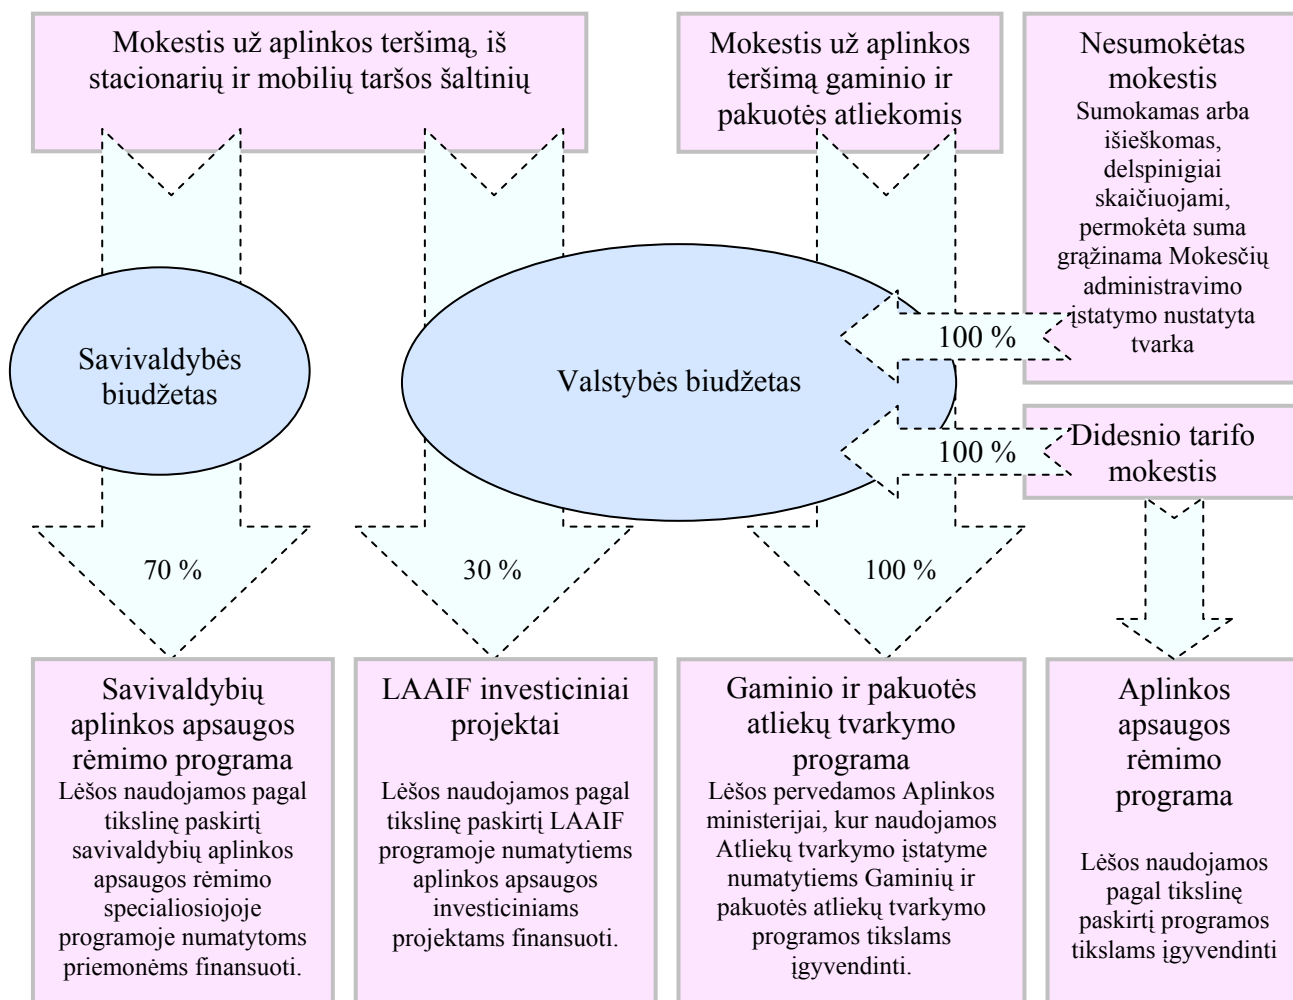 Mokestis už aplinkos teršimą, iš
stacionarių ir mobilių taršos šaltinių
Mokestis už aplinkos
teršimą gaminio ir
pakuotės atliekomis
Nesumokėtas
mokestis
Sumokamas arba
išieškomas,
delspinigiai
skaičiuojami,
permokėta suma
grąžinama Mokesčių
administravimo
įstatymo nustatyta
tvarka
Savivaldybės
biudžetas
Valstybės biudžetas
100 %
100 %
Didesnio tarifo
mokestis
70 %
30 %
100 %
Savivaldybių
aplinkos apsaugos
rėmimo programa
Lėšos naudojamos pagal
tikslinę paskirtį
savivaldybių aplinkos
apsaugos rėmimo
specialiosiojoje
programoje numatytoms
priemonėms finansuoti.
LAAIF investiciniai
projektai
Lėšos naudojamos pagal
tikslinę paskirtį LAAIF
programoje numatytiems
aplinkos apsaugos
investiciniams
projektams finansuoti.
Gaminio ir pakuotės
atliekų tvarkymo
programa
Lėšos pervedamos Aplinkos
ministerijai, kur naudojamos
Atliekų tvarkymo įstatyme
numatytiems Gaminių ir
pakuotės atliekų tvarkymo
programos tikslams
įgyvendinti.
Aplinkos
apsaugos
rėmimo
programa
Lėšos naudojamos
pagal tikslinę
paskirtį programos
tikslams įgyvendinti